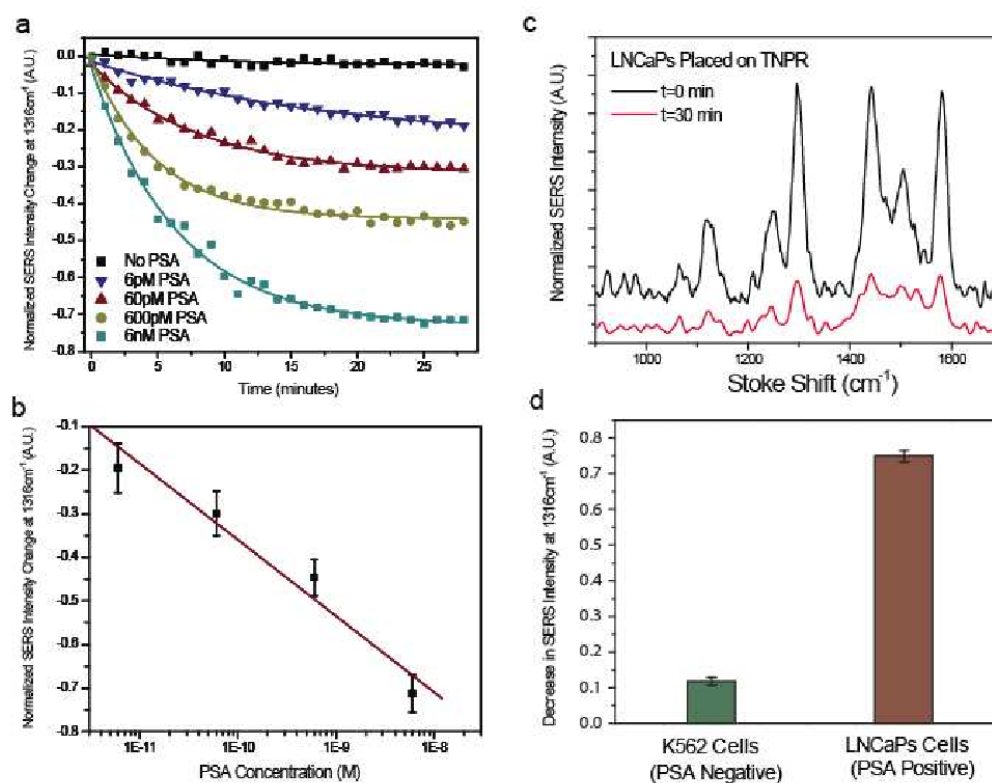 a
Normalized SERS Intensity Change at 1316cm⁻¹ (A.U.)
0.0
-0.1
-0.2
-0.3
-0.4
-0.5
-0.6
-0.7
-0.8
No PSA
6pM PSA
60pM PSA
600pM PSA
6nM PSA
0
5
10
15
20
25
Time (minutes)
c
Normalized SERS Intensity (A.U.)
LNCaPs Placed on TNPR
t=0 min
t=30 min
1000
1200
1400
1600
Stoke Shift (cm⁻¹)
b
Normalized SERS Intensity Change at 1316cm⁻¹ (A.U.)
-0.1
-0.2
-0.3
-0.4
-0.5
-0.6
-0.7
-0.8
1E-11
1E-10
1E-9
1E-8
PSA Concentration (M)
d
Decrease in SERS Intensity at 1316cm⁻¹ (A.U.)
0.8
0.7
0.6
0.5
0.4
0.3
0.2
0.1
0.0
K562 Cells
(PSA Negative)
LNCaPs Cells
(PSA Positive)